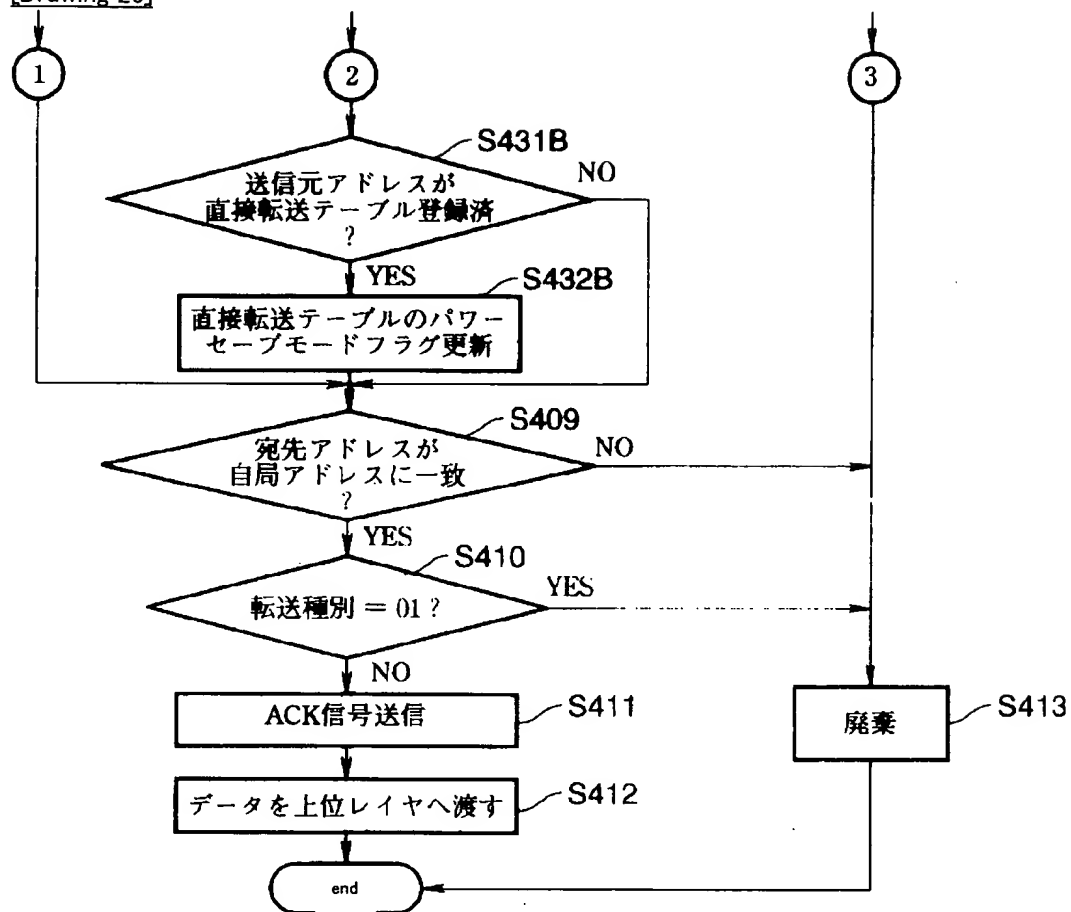 [Drawing 26]
1
2
3
S431B
送信元アドレスが
直接転送テーブル登録済
?
NO
YES
S432B
直接転送テーブルのパワー
セーブモードフラグ更新
S409
宛先アドレスが
自局アドレスに一致
?
NO
YES
S410
転送種別 = 01 ?
YES
NO
ACK信号送信
S411
廃棄
S413
データを上位レイヤへ渡す
S412
end